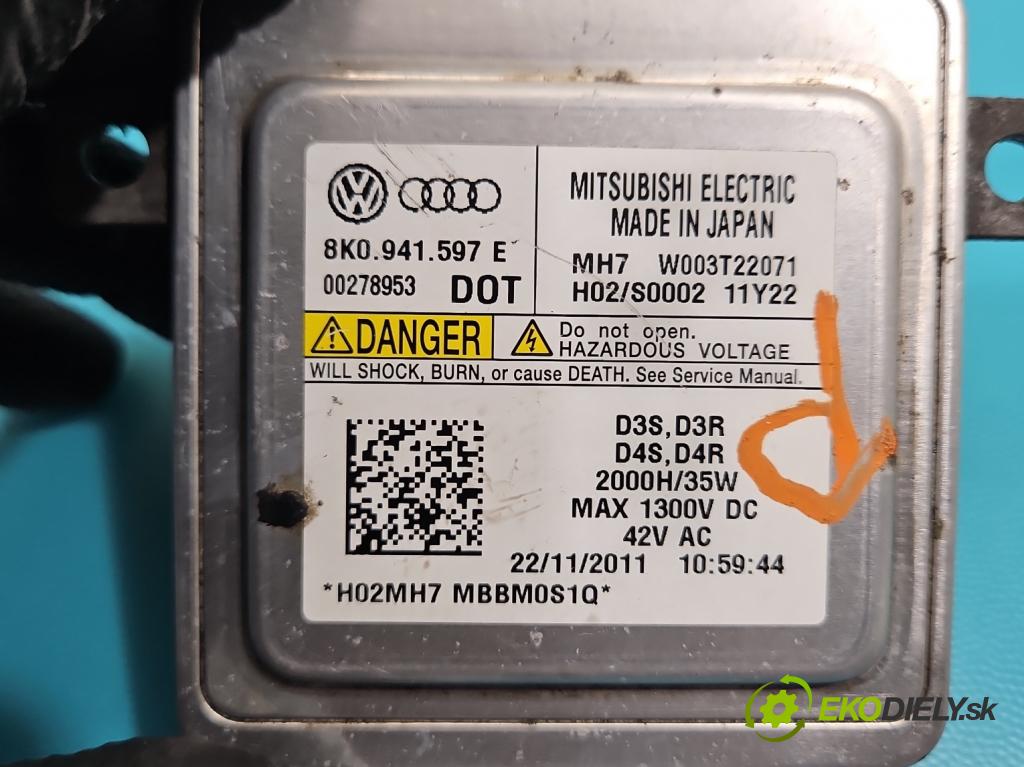 8K0.941.597 E
00278953 DOT
MITSUBISHI ELECTRIC
MADE IN JAPAN
MH7 W003T22071
H02/S0002 11Y22
DANGER
Do not open.
HAZARDOUS VOLTAGE
WILL SHOCK, BURN, or cause DEATH. See Service Manual.
D3S, D3R
D4S, D4R
2000H/35W
MAX 1300V DC
42V AC
22/11/2011 10:59:44
*H02MH7 MBBM0S1Q*
d
EKODIELY.sk